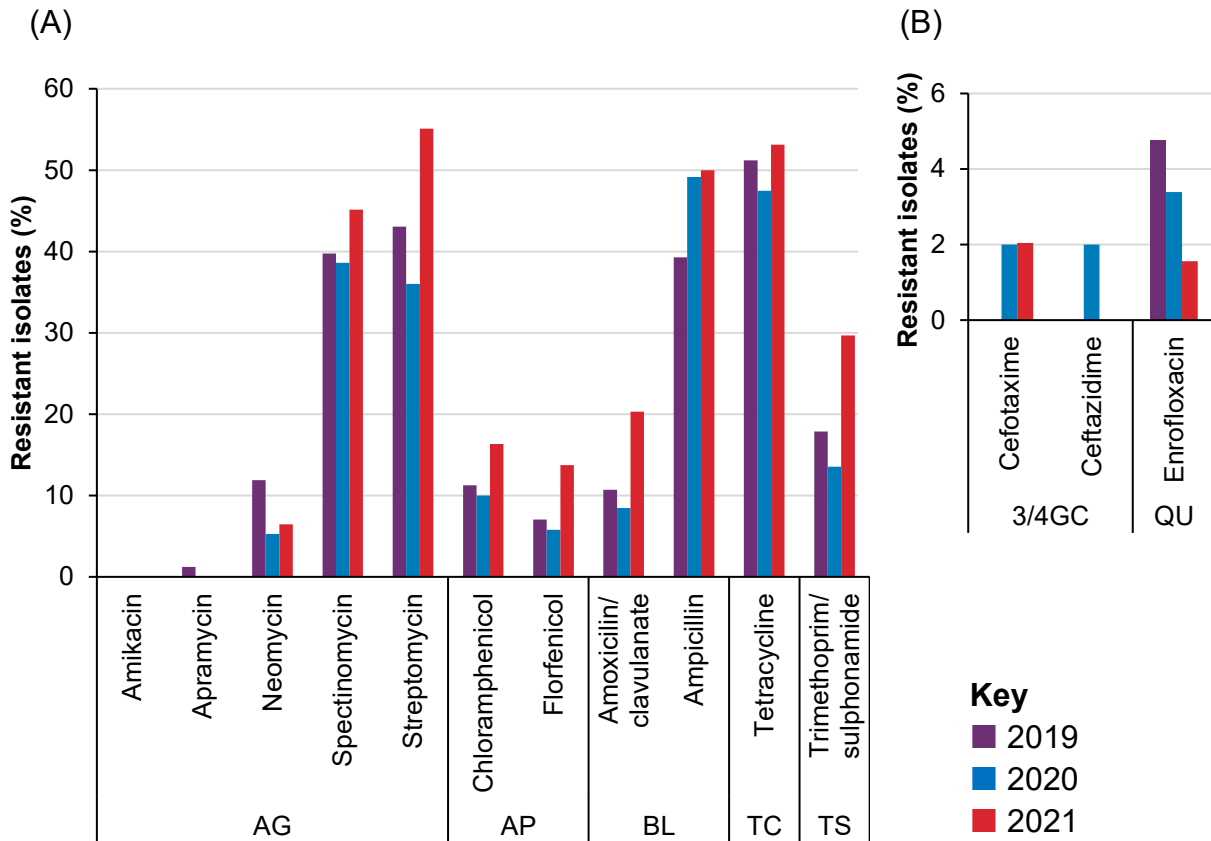 (A)
Resistant isolates (%)
60
50
40
30
20
10
0
Amikacin
Apramycin
Neomycin
Spectinomycin
Streptomycin
Chloramphenicol
Florfenicol
Amoxicilin/
clavulanate
Ampicillin
Tetracycline
Trimethoprim/
sulphonamide
AG
AP
BL
TC
TS
(B)
Resistant isolates (%)
6
4
2
0
Cefotaxime
Ceftazidime
Enrofloxacin
3/4GC
QU
Key
2019
2020
2021